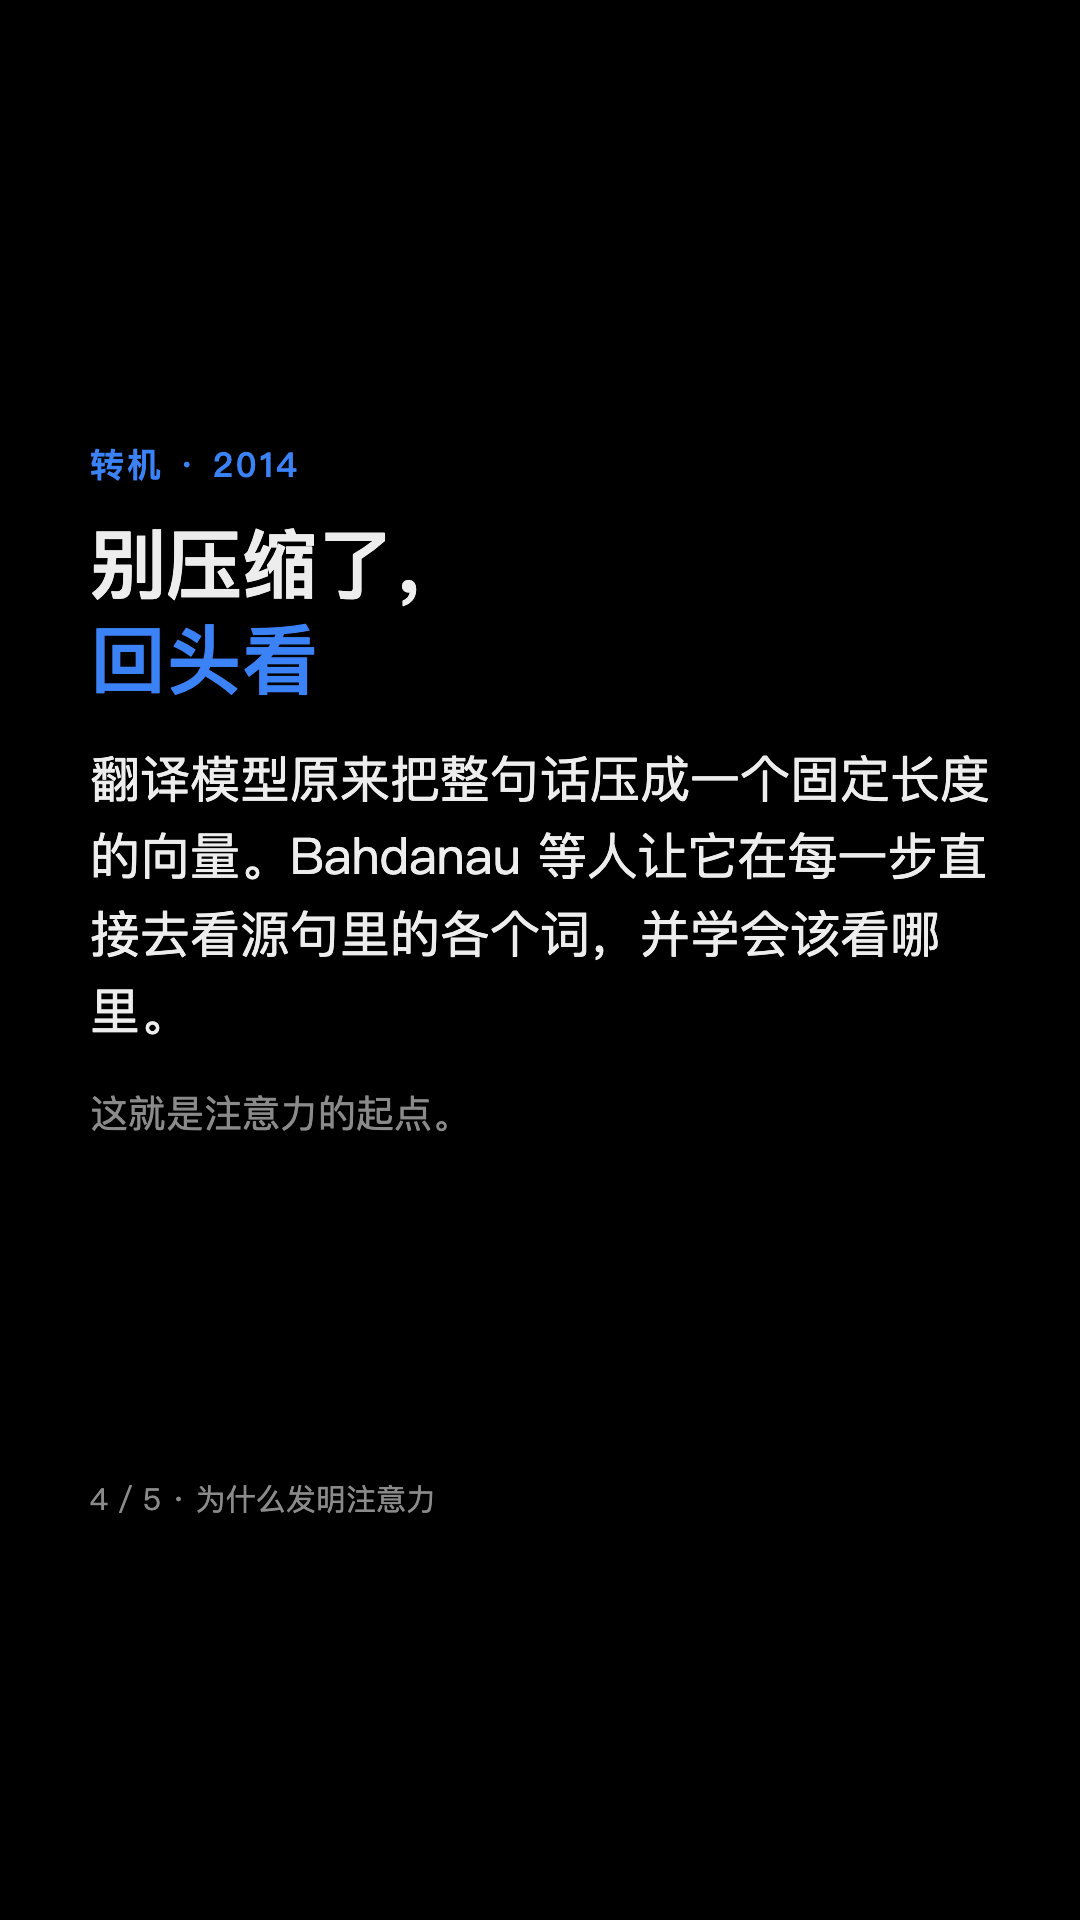 转机 · 2014
别压缩了，
回头看
翻译模型原来把整句话压成一个固定长度
的向量。Bahdanau 等人让它在每一步直
接去看源句里的各个词，并学会该看哪
里。
这就是注意力的起点。
4 / 5 · 为什么发明注意力